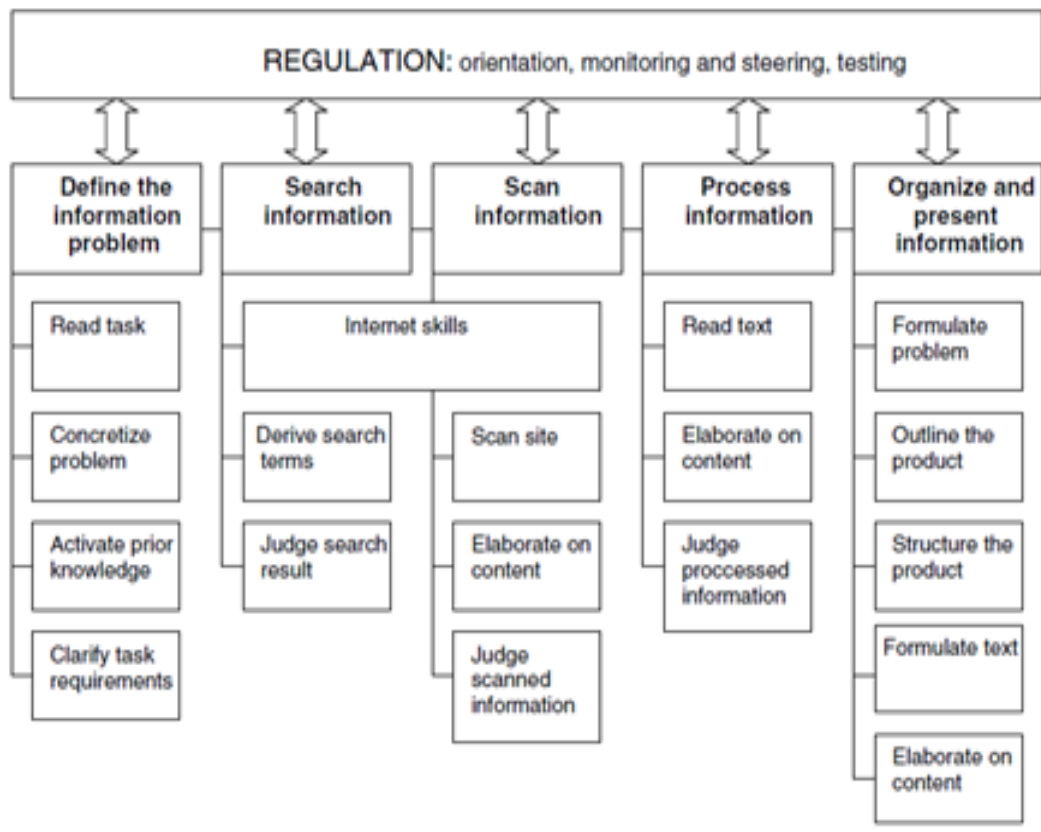 REGULATION: orientation, monitoring and steering, testing
Define the
information
problem
Search
information
Scan
information
Process
information
Organize and
present
information
Read task
Concretize
problem
Activate prior
knowledge
Clarify task
requirements
Internet skills
Derive search
terms
Judge search
result
Scan site
Elaborate on
content
Judge
scanned
information
Read text
Elaborate on
content
Judge
proccessed
information
Formulate
problem
Outline the
product
Structure the
product
Formulate text
Elaborate on
content